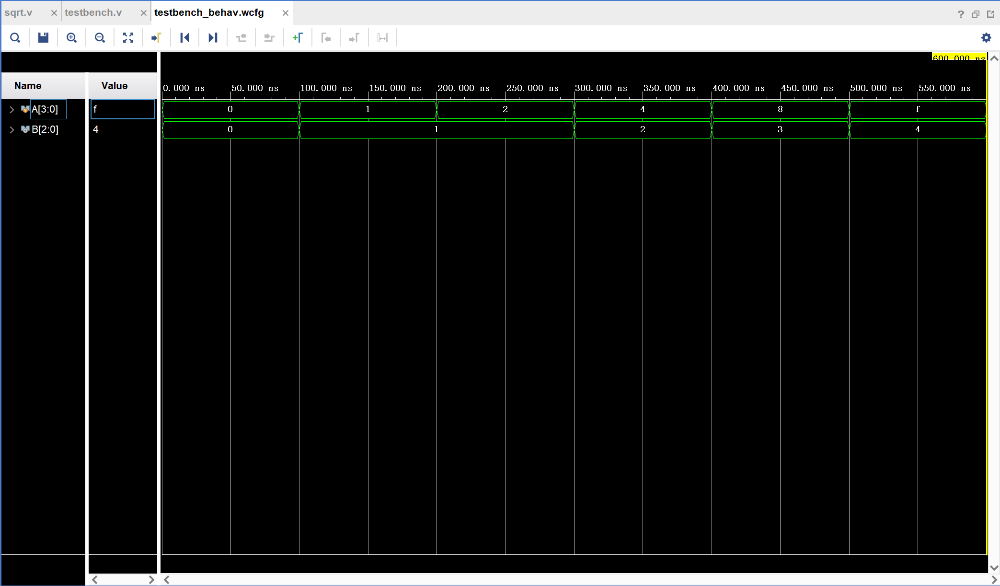 sqrt.v × testbench.v × testbench_behav.wcfg × ?
600.000 ns
Name Value 0.000 ns 50.000 ns 100.000 ns 150.000 ns 200.000 ns 250.000 ns 300.000 ns 350.000 ns 400.000 ns 450.000 ns 500.000 ns 550.000 ns
A[3:0] f 0 1 2 4 8 f
B[2:0] 4 0 1 2 3 4